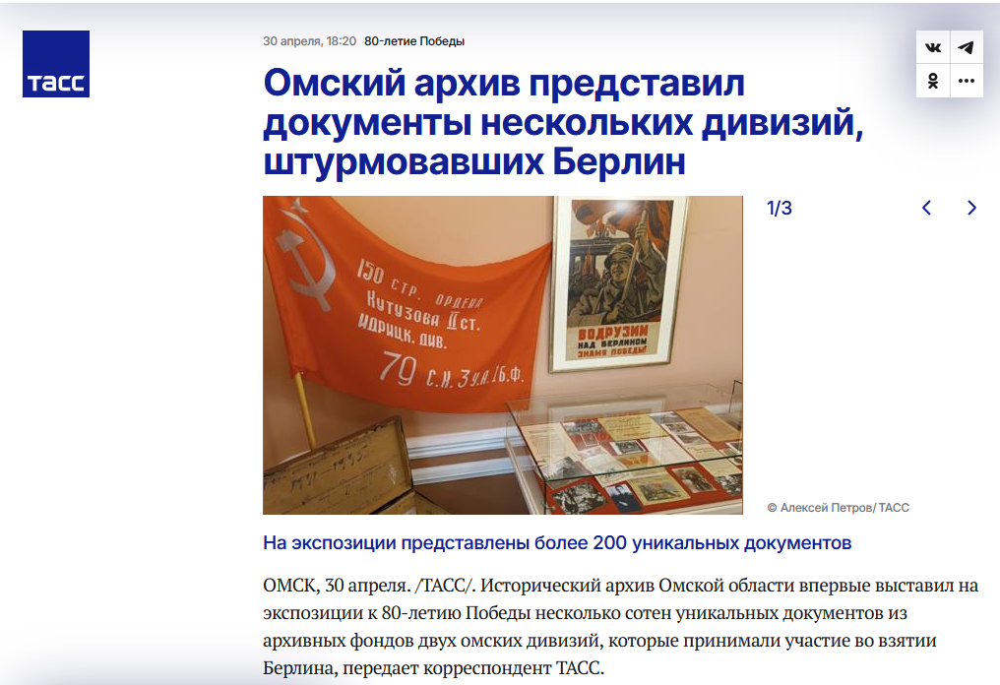 ТАСС
30 апреля, 18:20 80-летие Победы
Омский архив представил
документы нескольких дивизий,
штурмовавших Берлин
150 СТР. ОРДЕНА
Кутузова II СТ.
ИДРИЦК. ДИВ.
79 С.К. 3 У.А. 1 Б.Ф.
ВОДРУЗИМ
НАД БЕРЛИНОМ
ЗНАМЯ ПОБЕДЫ!
1/3
© Алексей Петров/ ТАСС
На экспозиции представлены более 200 уникальных документов
ОМСК, 30 апреля. /ТАСС/. Исторический архив Омской области впервые выставил на
экспозиции к 80-летию Победы несколько сотен уникальных документов из
архивных фондов двух омских дивизий, которые принимали участие во взятии
Берлина, передает корреспондент ТАСС.